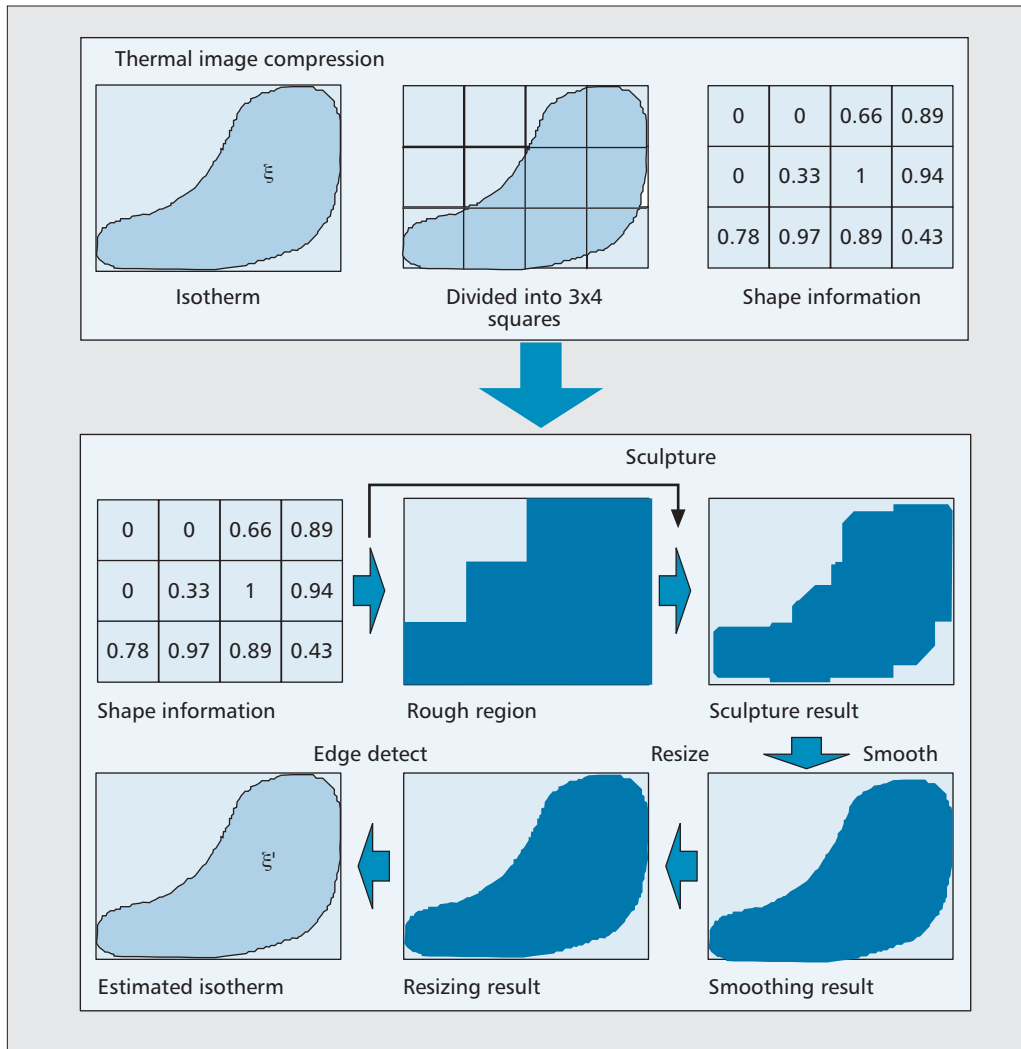 Thermal image compression
ξ
0 0 0.66 0.89
0 0.33 1 0.94
0.78 0.97 0.89 0.43
Isotherm
Divided into 3x4
squares
Shape information
Sculpture
0 0 0.66 0.89
0 0.33 1 0.94
0.78 0.97 0.89 0.43
Shape information
Rough region
Sculpture result
Edge detect
Resize
Smooth
ξ'
Estimated isotherm
Resizing result
Smoothing result